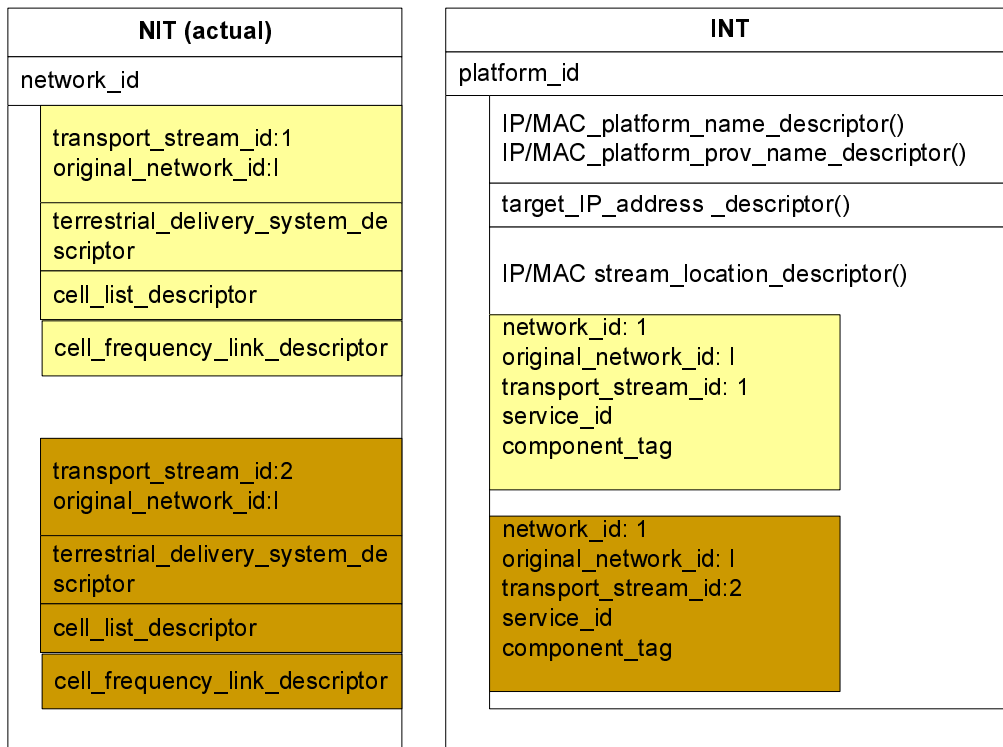 NIT (actual)
network_id
transport_stream_id:1
original_network_id:l
terrestrial_delivery_system_de
scriptor
cell_list_descriptor
cell_frequency_link_descriptor
transport_stream_id:2
original_network_id:l
terrestrial_delivery_system_de
scriptor
cell_list_descriptor
cell_frequency_link_descriptor
INT
platform_id
IP/MAC_platform_name_descriptor()
IP/MAC_platform_prov_name_descriptor()
target_IP_address _descriptor()
IP/MAC stream_location_descriptor()
network_id: 1
original_network_id: l
transport_stream_id: 1
service_id
component_tag
network_id: 1
original_network_id: l
transport_stream_id:2
service_id
component_tag